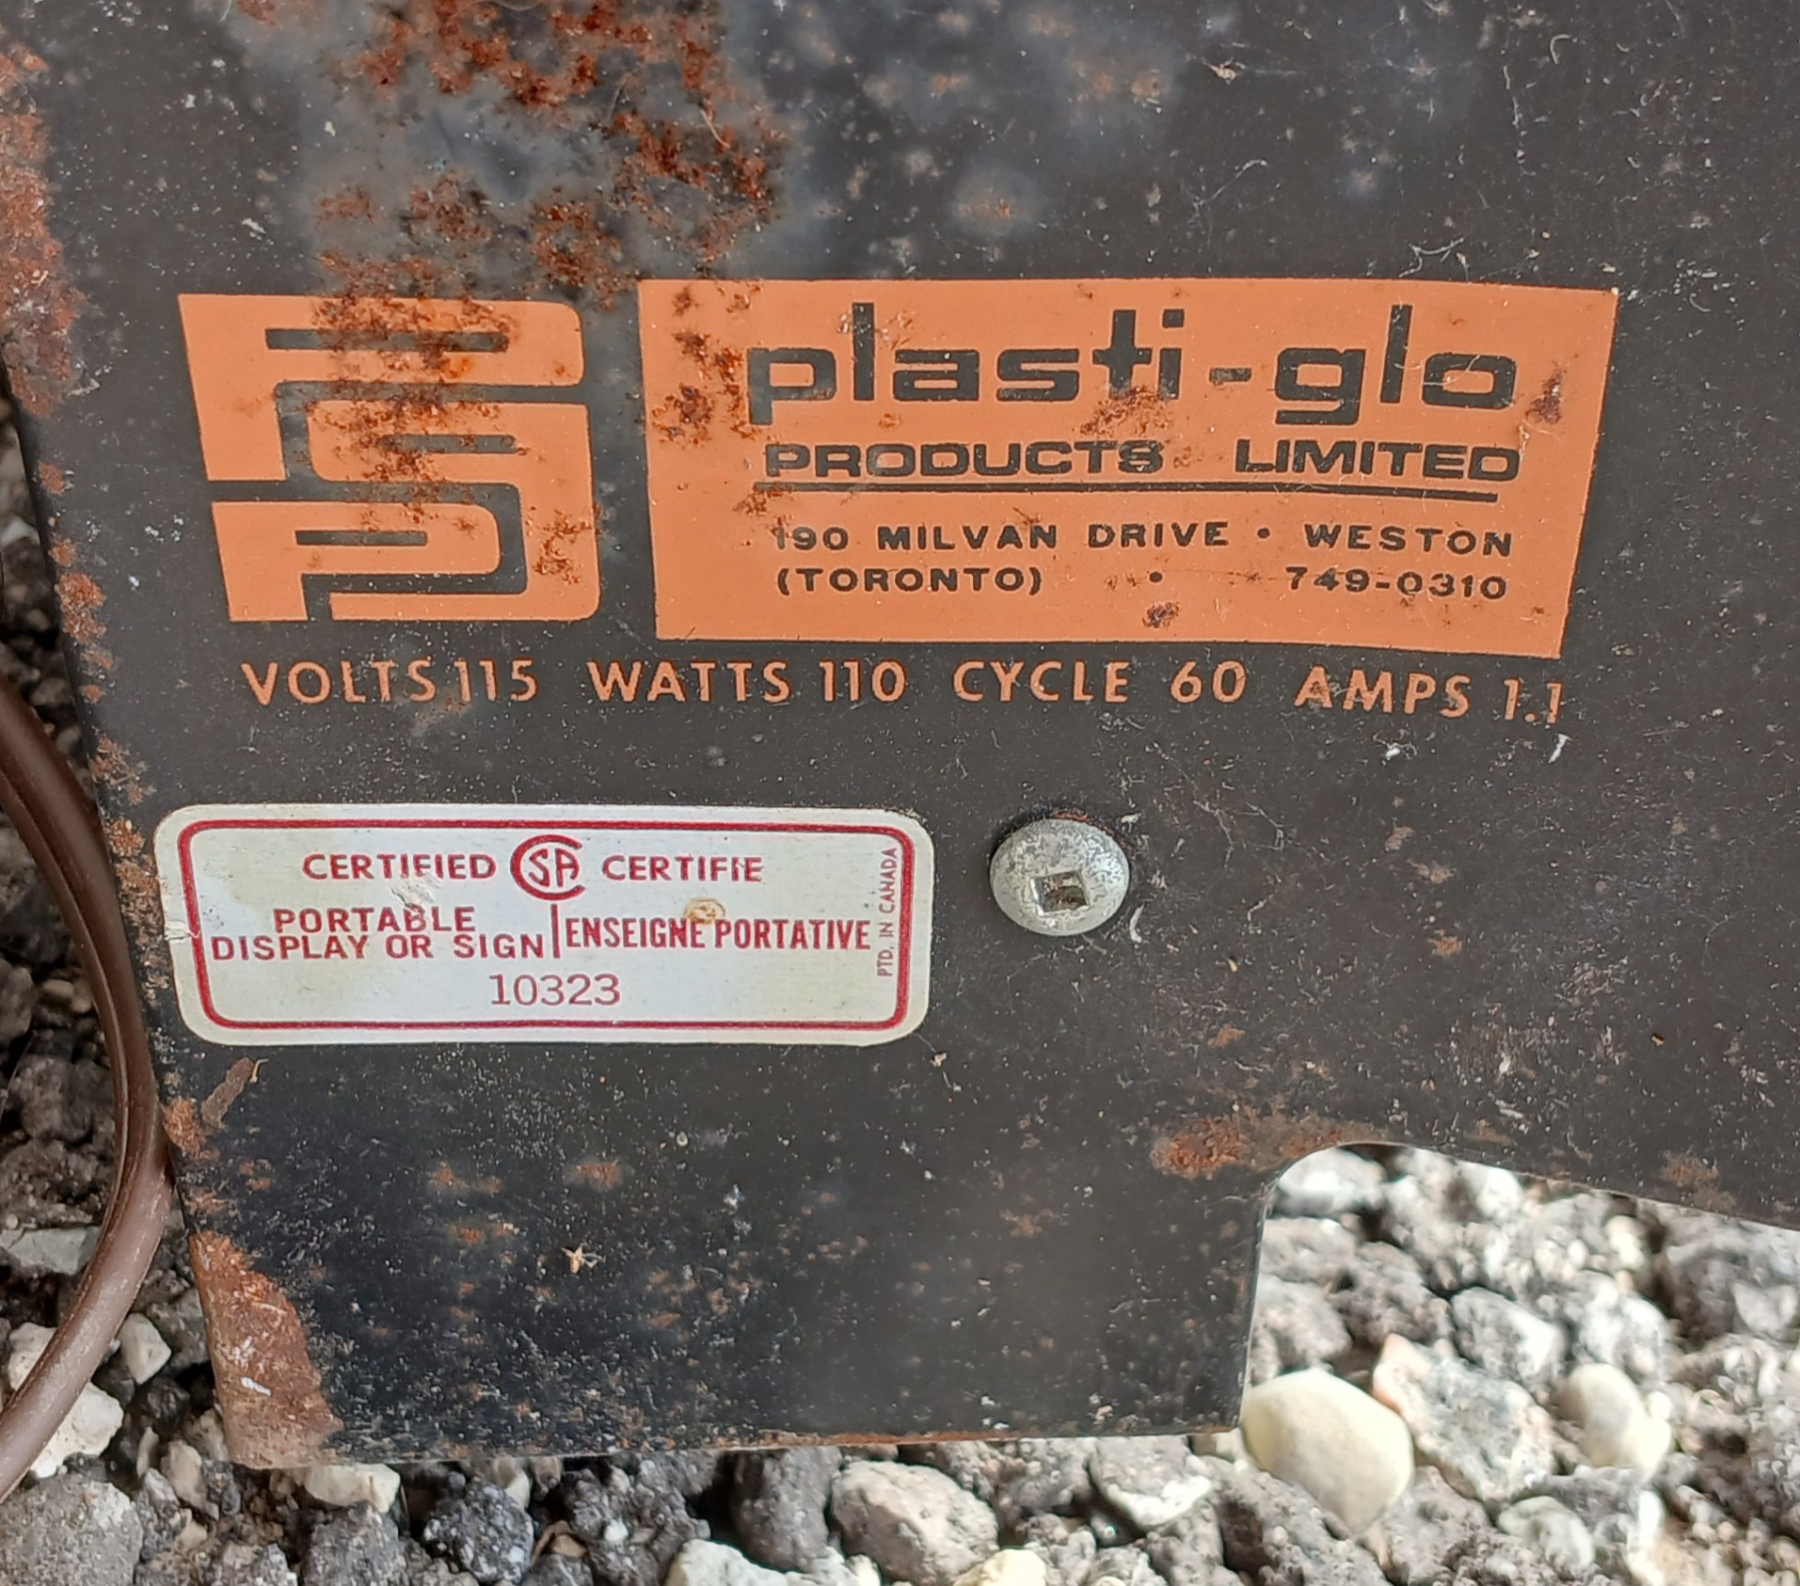 plasti-glo
PRODUCTS LIMITED
190 MILVAN DRIVE • WESTON
(TORONTO) • 749-0310
VOLTS 115 WATTS 110 CYCLE 60 AMPS 1.1
CERTIFIED CSA CERTIFIE
PORTABLE
DISPLAY OR SIGN
ENSEIGNE PORTATIVE
10323
PTD. IN CANADA